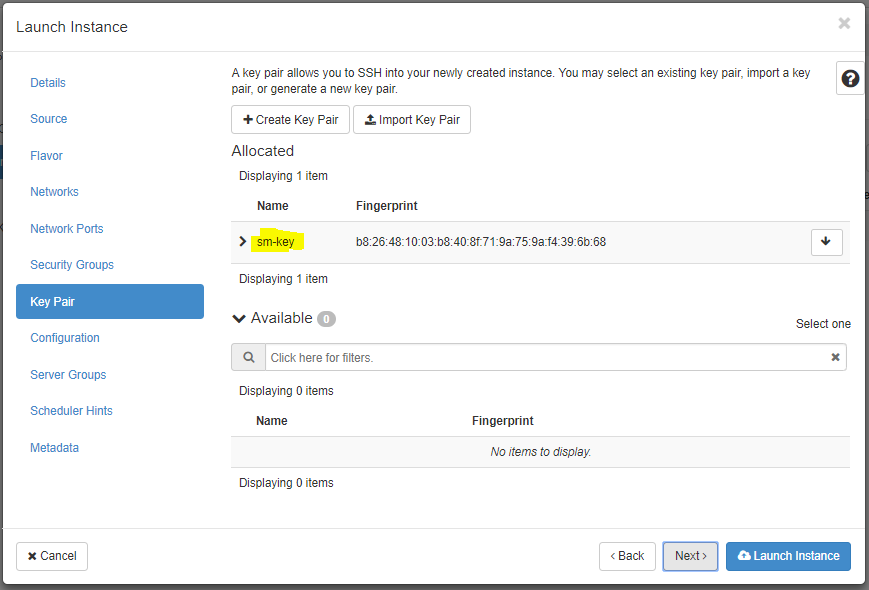 Launch Instance
Details
Source
Flavor
Networks
Network Ports
Security Groups
Key Pair
Configuration
Server Groups
Scheduler Hints
Metadata
A key pair allows you to SSH into your newly created instance. You may select an existing key pair, import a key
pair, or generate a new key pair.
Create Key Pair Import Key Pair
Allocated
Displaying 1 item
Name Fingerprint
sm-key b8:26:48:10:03:b8:40:8f:71:9a:75:9a:f4:39:6b:68
Displaying 1 item
Available 0
Select one
Click here for filters.
Displaying 0 items
Name Fingerprint
No items to display.
Displaying 0 items
Cancel < Back Next > Launch Instance